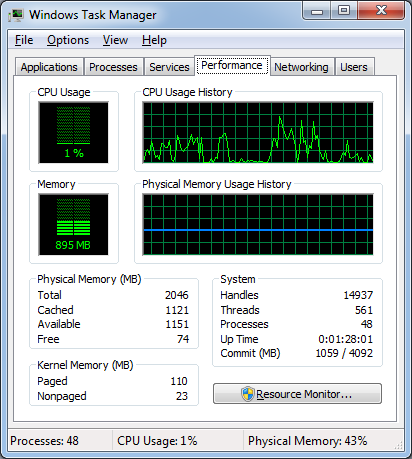 Windows Task Manager
File Options View Help
Applications Processes Services Performance Networking Users
CPU Usage
1 %
CPU Usage History
Memory
895 MB
Physical Memory Usage History
Physical Memory (MB)
Total 2046
Cached 1121
Available 1151
Free 74
Kernel Memory (MB)
Paged 110
Nonpaged 23
System
Handles 14937
Threads 561
Processes 48
Up Time 0:01:28:01
Commit (MB) 1059 / 4092
Resource Monitor...
Processes: 48 CPU Usage: 1% Physical Memory: 43%